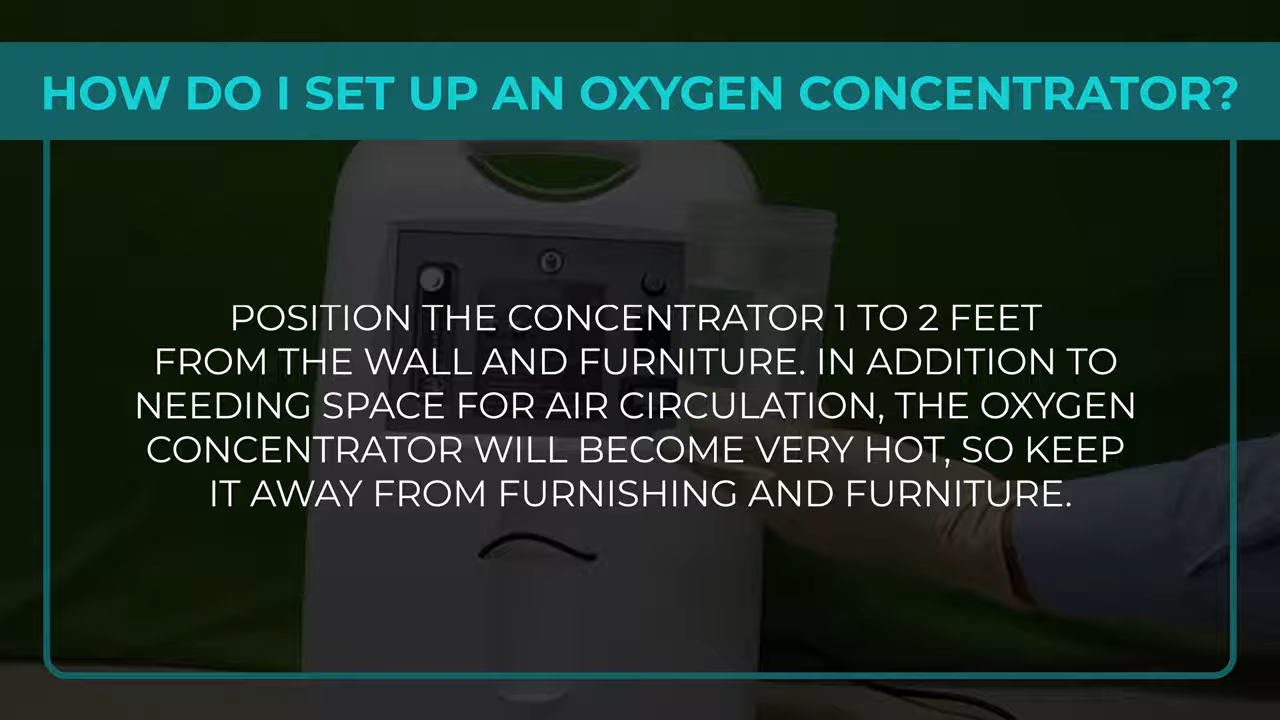 HOW DO I SET UP AN OXYGEN CONCENTRATOR?
POSITION THE CONCENTRATOR 1 TO 2 FEET
FROM THE WALL AND FURNITURE. IN ADDITION TO
NEEDING SPACE FOR AIR CIRCULATION, THE OXYGEN
CONCENTRATOR WILL BECOME VERY HOT, SO KEEP
IT AWAY FROM FURNISHING AND FURNITURE.